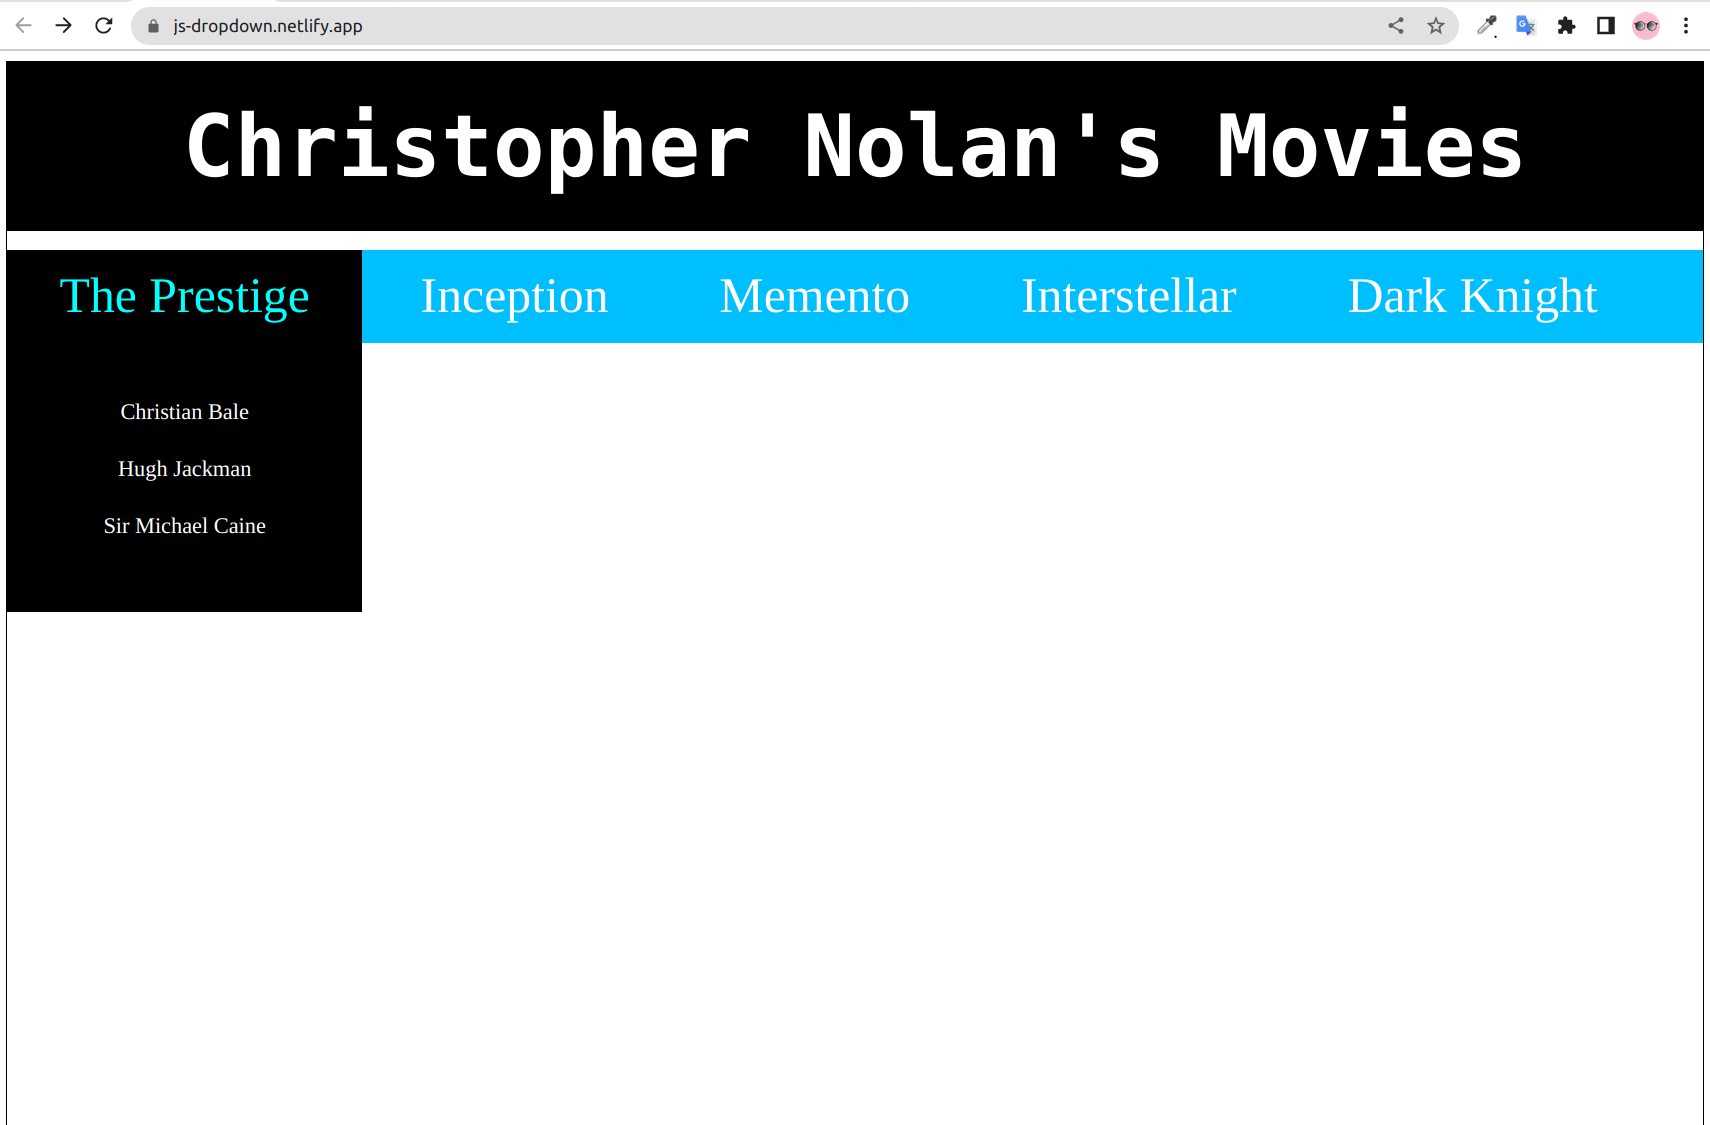 js-dropdown.netlify.app
Christopher Nolan's Movies
The Prestige Inception Memento Interstellar Dark Knight
Christian Bale
Hugh Jackman
Sir Michael Caine